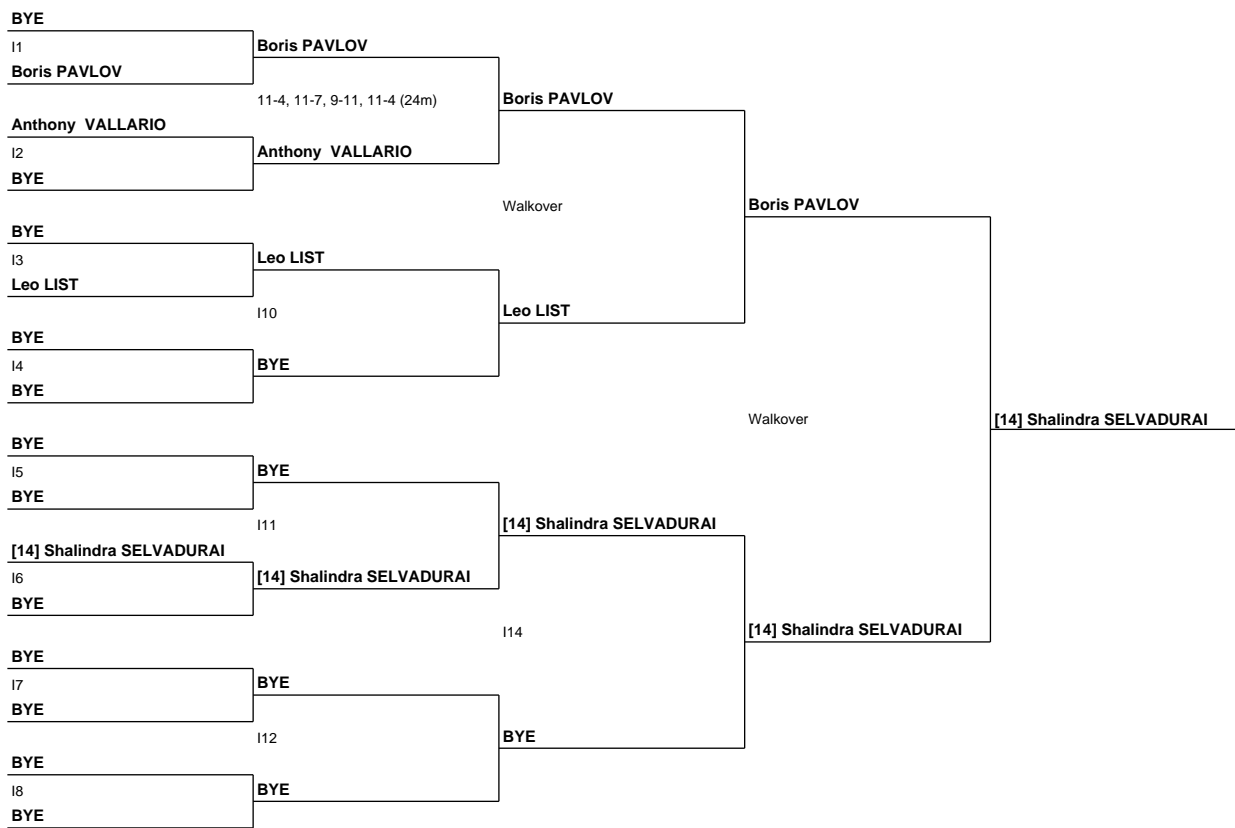 BYE
I1
Boris PAVLOV
Boris PAVLOV
11-4, 11-7, 9-11, 11-4 (24m)
Boris PAVLOV
Anthony  VALLARIO
I2
BYE
Anthony  VALLARIO
Walkover
Boris PAVLOV
BYE
I3
Leo LIST
Leo LIST
I10
Leo LIST
BYE
I4
BYE
BYE
Walkover
[14] Shalindra SELVADURAI
BYE
I5
BYE
BYE
I11
[14] Shalindra SELVADURAI
[14] Shalindra SELVADURAI
I6
BYE
[14] Shalindra SELVADURAI
I14
[14] Shalindra SELVADURAI
BYE
I7
BYE
BYE
I12
BYE
BYE
I8
BYE
BYE